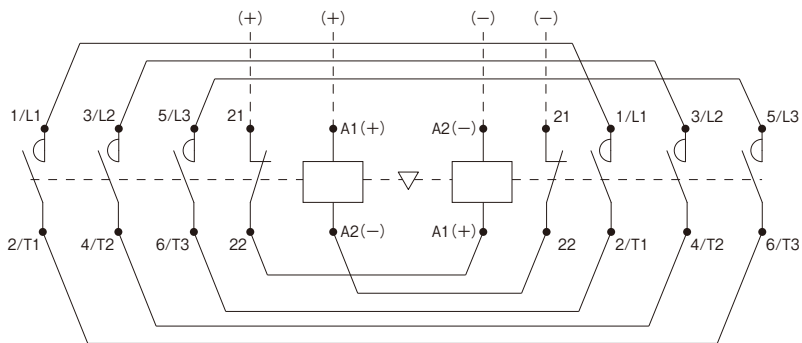 (+) (+) (−) (−)
1/L1 3/L2 5/L3 21 A1(+) A2(−) 21 1/L1 3/L2 5/L3
2/T1 4/T2 6/T3 22 A2(−) A1(+) 22 2/T1 4/T2 6/T3